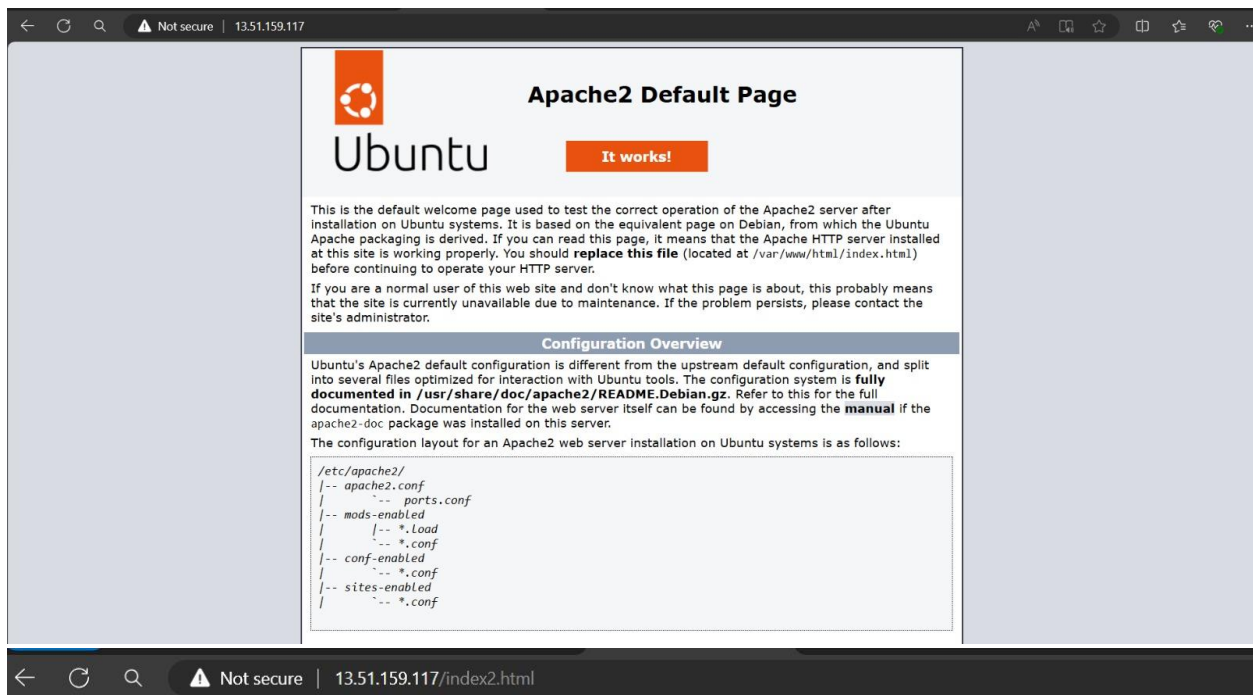 Not secure | 13.51.159.117
Apache2 Default Page
Ubuntu
It works!
This is the default welcome page used to test the correct operation of the Apache2 server after
installation on Ubuntu systems. It is based on the equivalent page on Debian, from which the Ubuntu
Apache packaging is derived. If you can read this page, it means that the Apache HTTP server installed
at this site is working properly. You should replace this file (located at /var/www/html/index.html)
before continuing to operate your HTTP server.
If you are a normal user of this web site and don't know what this page is about, this probably means
that the site is currently unavailable due to maintenance. If the problem persists, please contact the
site's administrator.
Configuration Overview
Ubuntu's Apache2 default configuration is different from the upstream default configuration, and split
into several files optimized for interaction with Ubuntu tools. The configuration system is fully
documented in /usr/share/doc/apache2/README.Debian.gz. Refer to this for the full
documentation. Documentation for the web server itself can be found by accessing the manual if the
apache2-doc package was installed on this server.
The configuration layout for an Apache2 web server installation on Ubuntu systems is as follows:
/etc/apache2/
|-- apache2.conf
|       `--  ports.conf
|-- mods-enabled
|       |-- *.load
|       `-- *.conf
|-- conf-enabled
|       `-- *.conf
|-- sites-enabled
|       `-- *.conf
Not secure | 13.51.159.117/index2.html